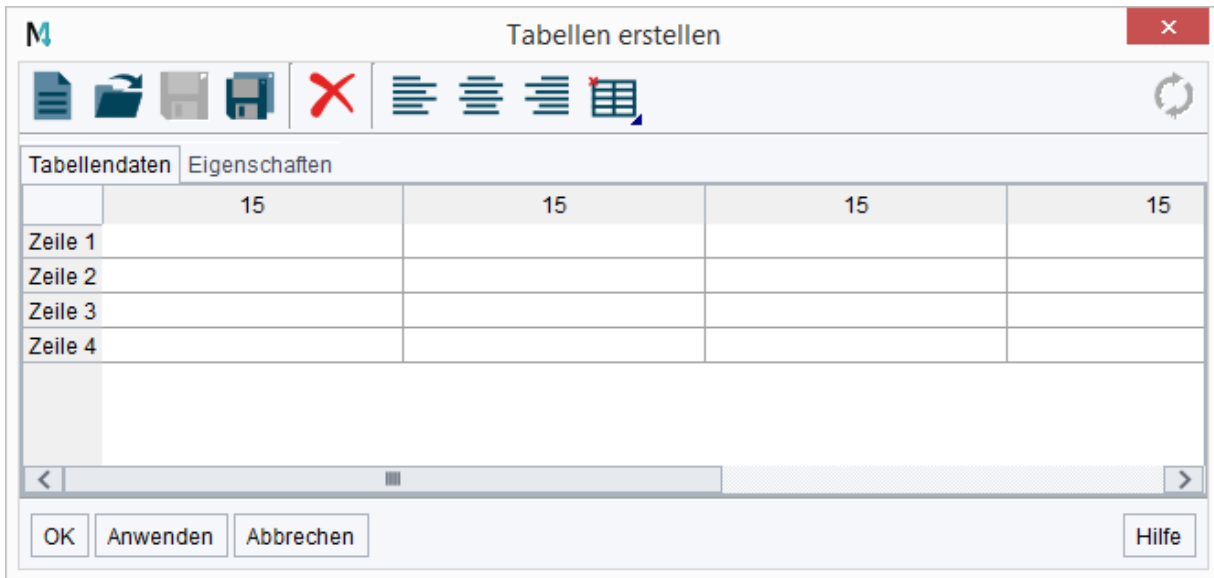 Tabellen erstellen
Tabellendaten Eigenschaften
15 15 15 15
Zeile 1
Zeile 2
Zeile 3
Zeile 4
OK Anwenden Abbrechen Hilfe